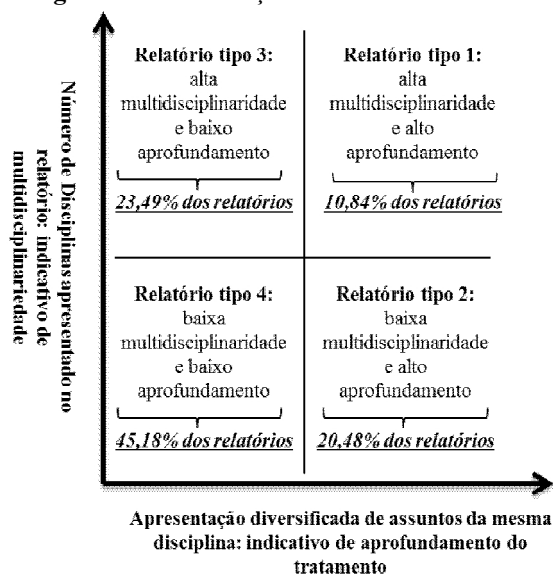 Relatório tipo 3:
alta
multidisciplinaridade
e baixo
aprofundamento
23,49% dos relatórios
Relatório tipo 1:
alta
multidisciplinaridade
e alto
aprofundamento
10,84% dos relatórios
Número de Disciplinas apresentado no
relatório: indicativo de
multidisciplinariedade
Relatório tipo 4:
baixa
multidisciplinaridade
e baixo
aprofundamento
45,18% dos relatórios
Relatório tipo 2:
baixa
multidisciplinaridade
e alto
aprofundamento
20,48% dos relatórios
Apresentação diversificada de assuntos da mesma
disciplina: indicativo de aprofundamento do
tratamento